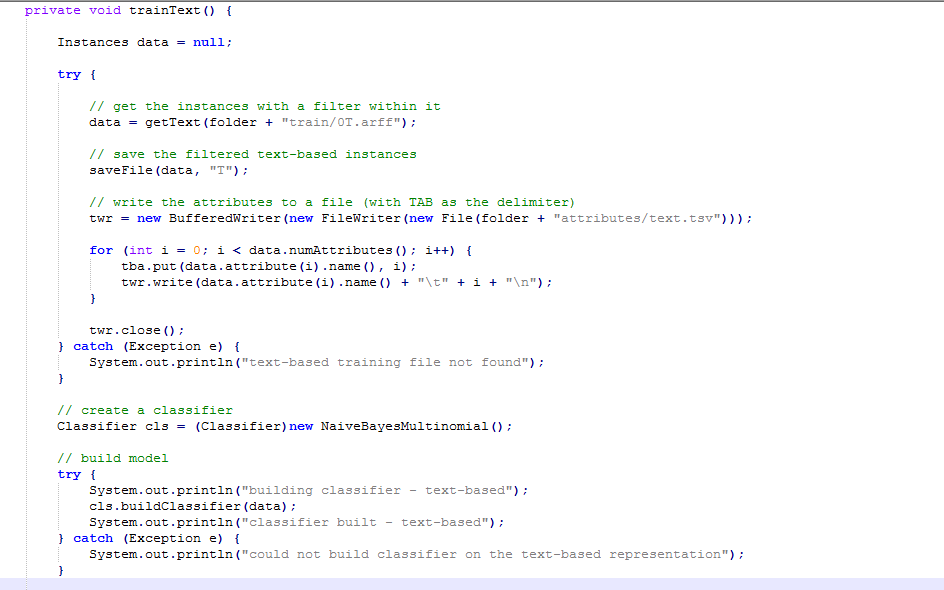 private void trainText() {
Instances data = null;
try {
// get the instances with a filter within it
data = getText(folder + "train/0T.arff");
// save the filtered text-based instances
saveFile(data, "T");
// write the attributes to a file (with TAB as the delimiter)
twr = new BufferedWriter(new FileWriter(new File(folder + "attributes/text.tsv")));
for (int i = 0; i < data.numAttributes(); i++) {
tba.put(data.attribute(i).name(), i);
twr.write(data.attribute(i).name() + "\t" + i + "\n");
}
twr.close();
} catch (Exception e) {
System.out.println("text-based training file not found");
}
// create a classifier
Classifier cls = (Classifier)new NaiveBayesMultinomial();
// build model
try {
System.out.println("building classifier - text-based");
cls.buildClassifier(data);
System.out.println("classifier built - text-based");
} catch (Exception e) {
System.out.println("could not build classifier on the text-based representation");
}